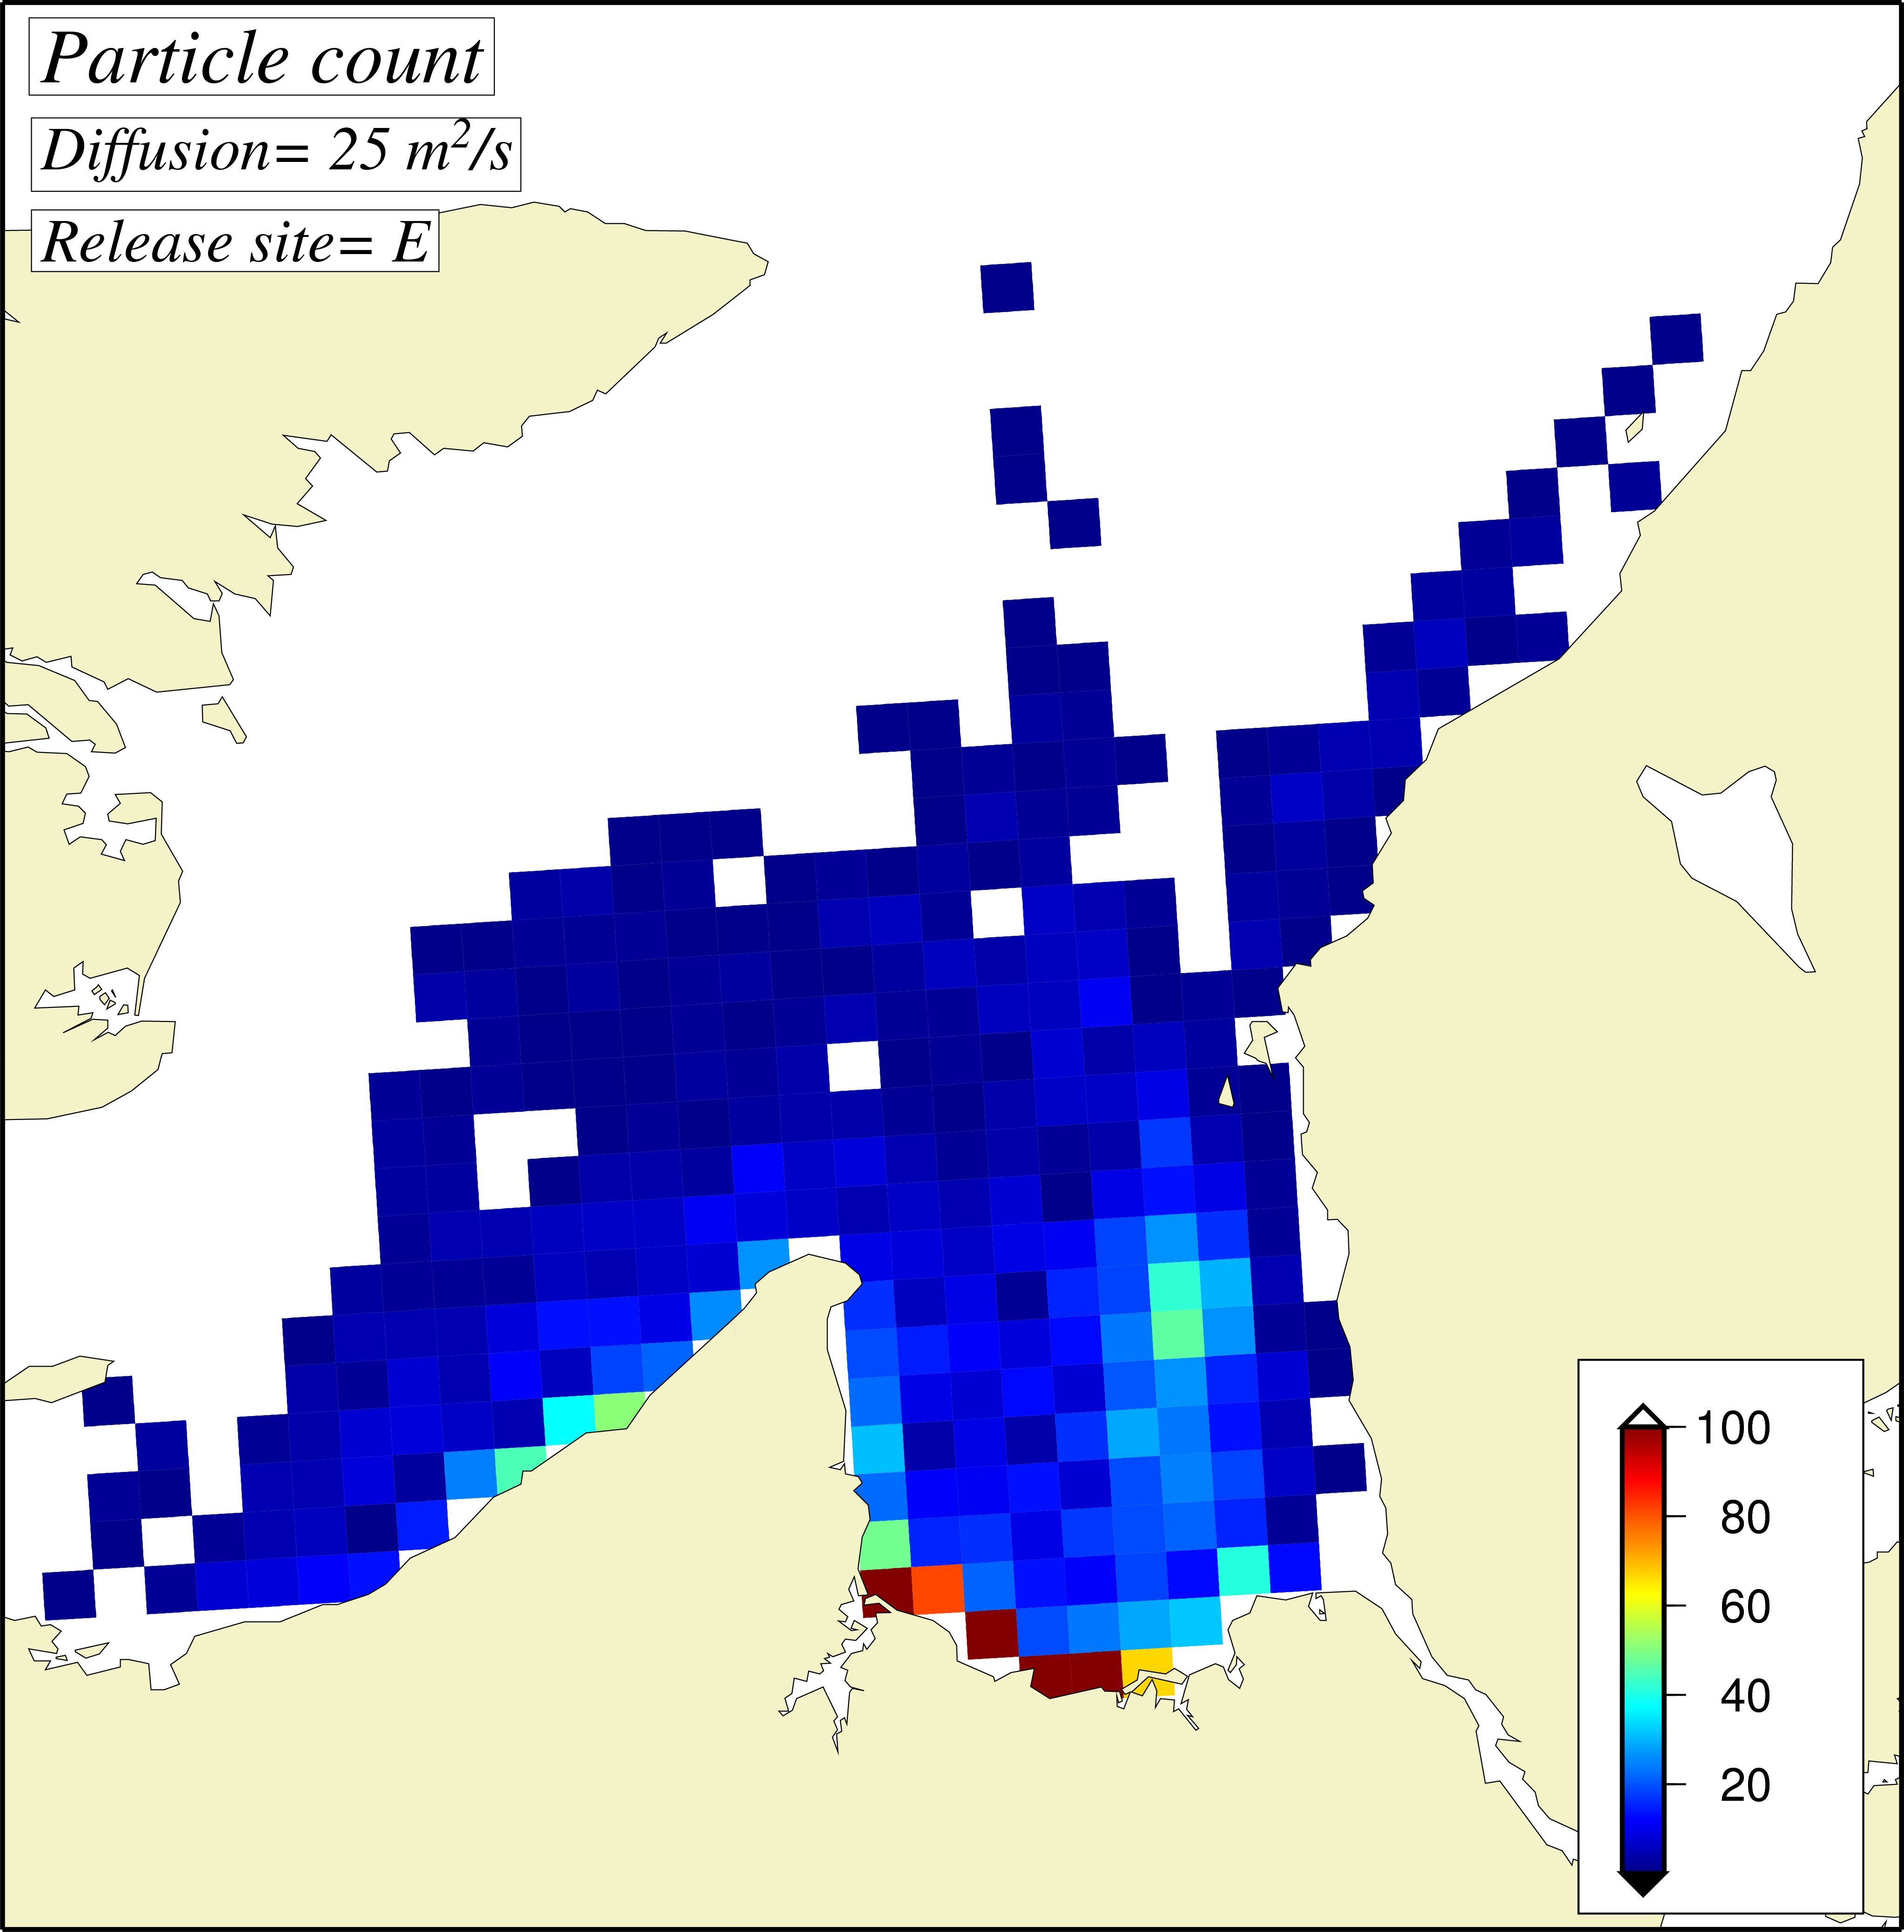 Particle count
Diffusion= 25 m²/s
Release site= E
100
80
60
40
20